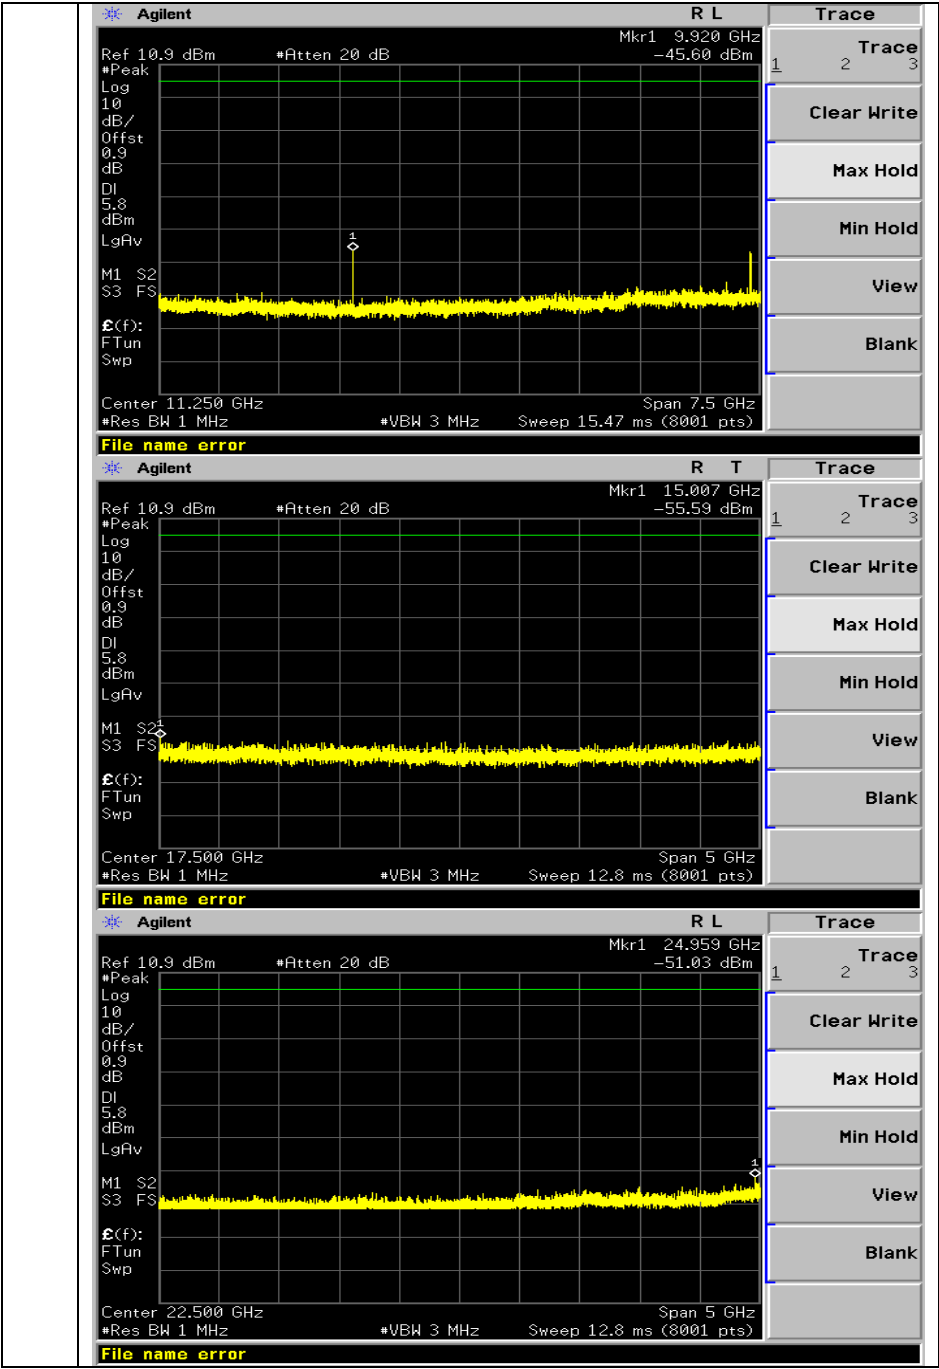 Agilent R L Trace
Mkr1 9.920 GHz
Ref 10.9 dBm #Atten 20 dB -45.60 dBm
#Peak
Log
10
dB/
Offst
0.9
dB
DI
5.8
dBm
LgAv
1
M1 S2
S3 FS
£(f):
FTun
Swp
Center 11.250 GHz Span 7.5 GHz
#Res BW 1 MHz #VBW 3 MHz Sweep 15.47 ms (8001 pts)
File name error
Trace
1 2 3
Clear Write
Max Hold
Min Hold
View
Blank
Agilent R T Trace
Mkr1 15.007 GHz
Ref 10.9 dBm #Atten 20 dB -55.59 dBm
#Peak
Log
10
dB/
Offst
0.9
dB
DI
5.8
dBm
LgAv
1
M1 S2
S3 FS
£(f):
FTun
Swp
Center 17.500 GHz Span 5 GHz
#Res BW 1 MHz #VBW 3 MHz Sweep 12.8 ms (8001 pts)
File name error
Trace
1 2 3
Clear Write
Max Hold
Min Hold
View
Blank
Agilent R L Trace
Mkr1 24.959 GHz
Ref 10.9 dBm #Atten 20 dB -51.03 dBm
#Peak
Log
10
dB/
Offst
0.9
dB
DI
5.8
dBm
LgAv
1
M1 S2
S3 FS
£(f):
FTun
Swp
Center 22.500 GHz Span 5 GHz
#Res BW 1 MHz #VBW 3 MHz Sweep 12.8 ms (8001 pts)
File name error
Trace
1 2 3
Clear Write
Max Hold
Min Hold
View
Blank